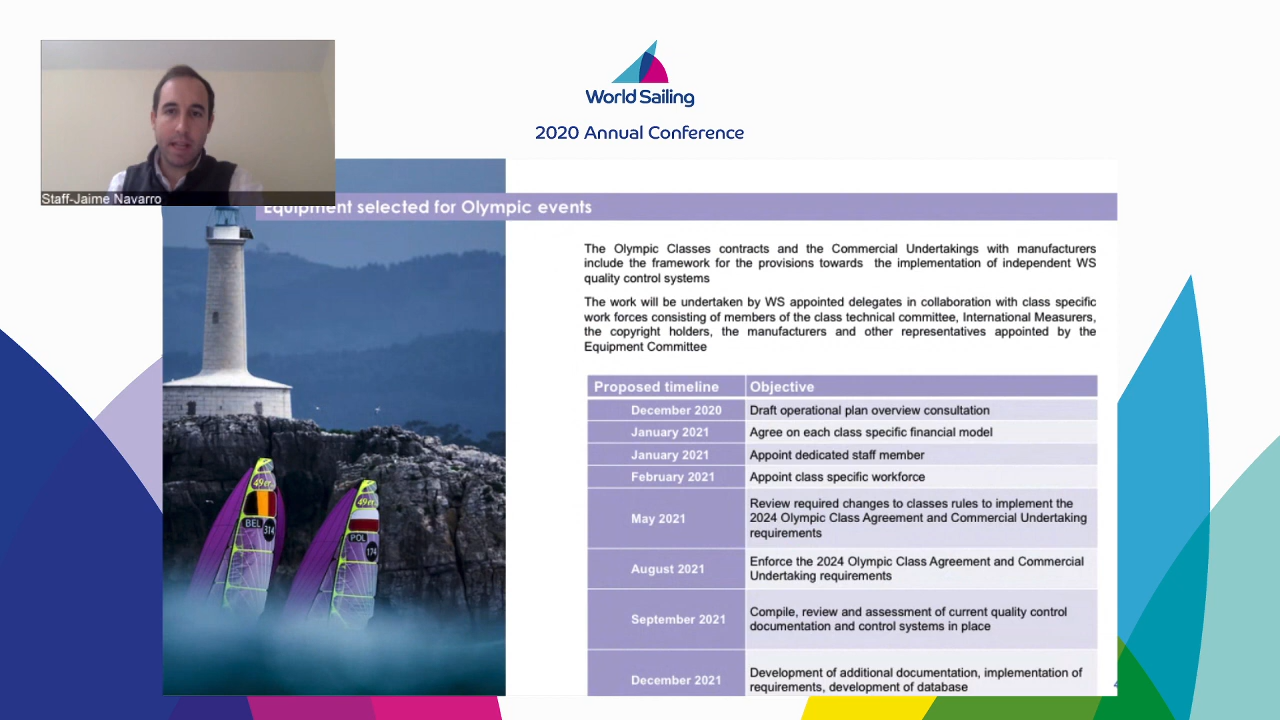 World Sailing
2020 Annual Conference
Staff-Jaime Navarro
Equipment selected for Olympic events
The Olympic Classes contracts and the Commercial Undertakings with manufacturers
include the framework for the provisions towards the implementation of independent WS
quality control systems
The work will be undertaken by WS appointed delegates in collaboration with class specific
work forces consisting of members of the class technical committee, International Measurers,
the copyright holders, the manufacturers and other representatives appointed by the
Equipment Committee
Proposed timeline Objective
December 2020 Draft operational plan overview consultation
January 2021 Agree on each class specific financial model
January 2021 Appoint dedicated staff member
February 2021 Appoint class specific workforce
May 2021 Review required changes to classes rules to implement the
2024 Olympic Class Agreement and Commercial Undertaking
requirements
August 2021 Enforce the 2024 Olympic Class Agreement and Commercial
Undertaking requirements
September 2021 Compile, review and assessment of current quality control
documentation and control systems in place
December 2021 Development of additional documentation, implementation of
requirements, development of database
49er
BEL
314
49er
POL
174